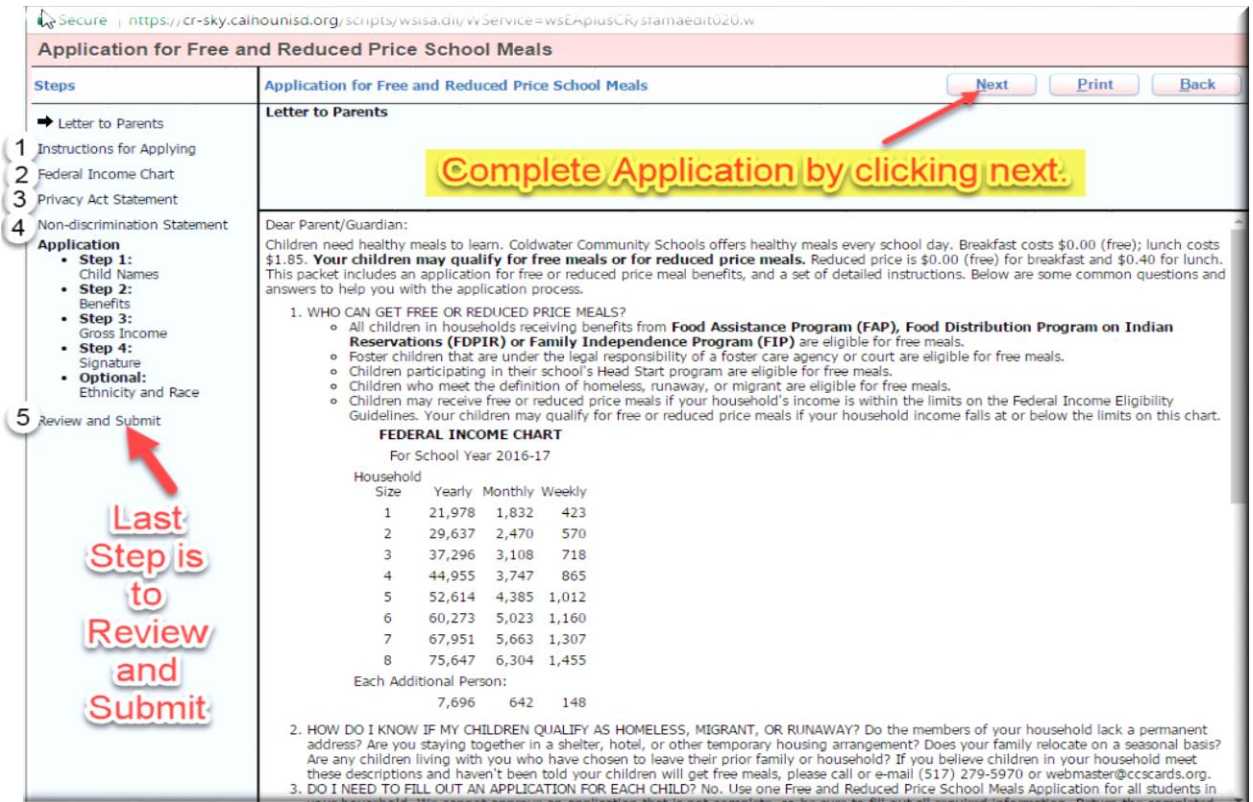 Secure | https://cr-sky.calhounisd.org/scripts/wsisa.dll/WService=wsEAplusCR/sfamaedit020.w
Application for Free and Reduced Price School Meals
Steps
Letter to Parents
1 Instructions for Applying
2 Federal Income Chart
3 Privacy Act Statement
4 Non-discrimination Statement
Application
• Step 1:
Child Names
• Step 2:
Benefits
• Step 3:
Gross Income
• Step 4:
Signature
• Optional:
Ethnicity and Race
5 Review and Submit
Last
Step is
to
Review
and
Submit
Application for Free and Reduced Price School Meals
Next Print Back
Letter to Parents
Complete Application by clicking next.
Dear Parent/Guardian:
Children need healthy meals to learn. Coldwater Community Schools offers healthy meals every school day. Breakfast costs $0.00 (free); lunch costs
$1.85. Your children may qualify for free meals or for reduced price meals. Reduced price is $0.00 (free) for breakfast and $0.40 for lunch.
This packet includes an application for free or reduced price meal benefits, and a set of detailed instructions. Below are some common questions and
answers to help you with the application process.
1. WHO CAN GET FREE OR REDUCED PRICE MEALS?
All children in households receiving benefits from Food Assistance Program (FAP), Food Distribution Program on Indian
Reservations (FDPIR) or Family Independence Program (FIP) are eligible for free meals.
Foster children that are under the legal responsibility of a foster care agency or court are eligible for free meals.
Children participating in their school's Head Start program are eligible for free meals.
Children who meet the definition of homeless, runaway, or migrant are eligible for free meals.
Children may receive free or reduced price meals if your household's income is within the limits on the Federal Income Eligibility
Guidelines. Your children may qualify for free or reduced price meals if your household income falls at or below the limits on this chart.
FEDERAL INCOME CHART
For School Year 2016-17
Household
Size Yearly Monthly Weekly
1 21,978 1,832 423
2 29,637 2,470 570
3 37,296 3,108 718
4 44,955 3,747 865
5 52,614 4,385 1,012
6 60,273 5,023 1,160
7 67,951 5,663 1,307
8 75,647 6,304 1,455
Each Additional Person:
7,696 642 148
2. HOW DO I KNOW IF MY CHILDREN QUALIFY AS HOMELESS, MIGRANT, OR RUNAWAY? Do the members of your household lack a permanent
address? Are you staying together in a shelter, hotel, or other temporary housing arrangement? Does your family relocate on a seasonal basis?
Are any children living with you who have chosen to leave their prior family or household? If you believe children in your household meet
these descriptions and haven't been told your children will get free meals, please call or e-mail (517) 279-5970 or webmaster@ccscards.org.
3. DO I NEED TO FILL OUT AN APPLICATION FOR EACH CHILD? No. Use one Free and Reduced Price School Meals Application for all students in